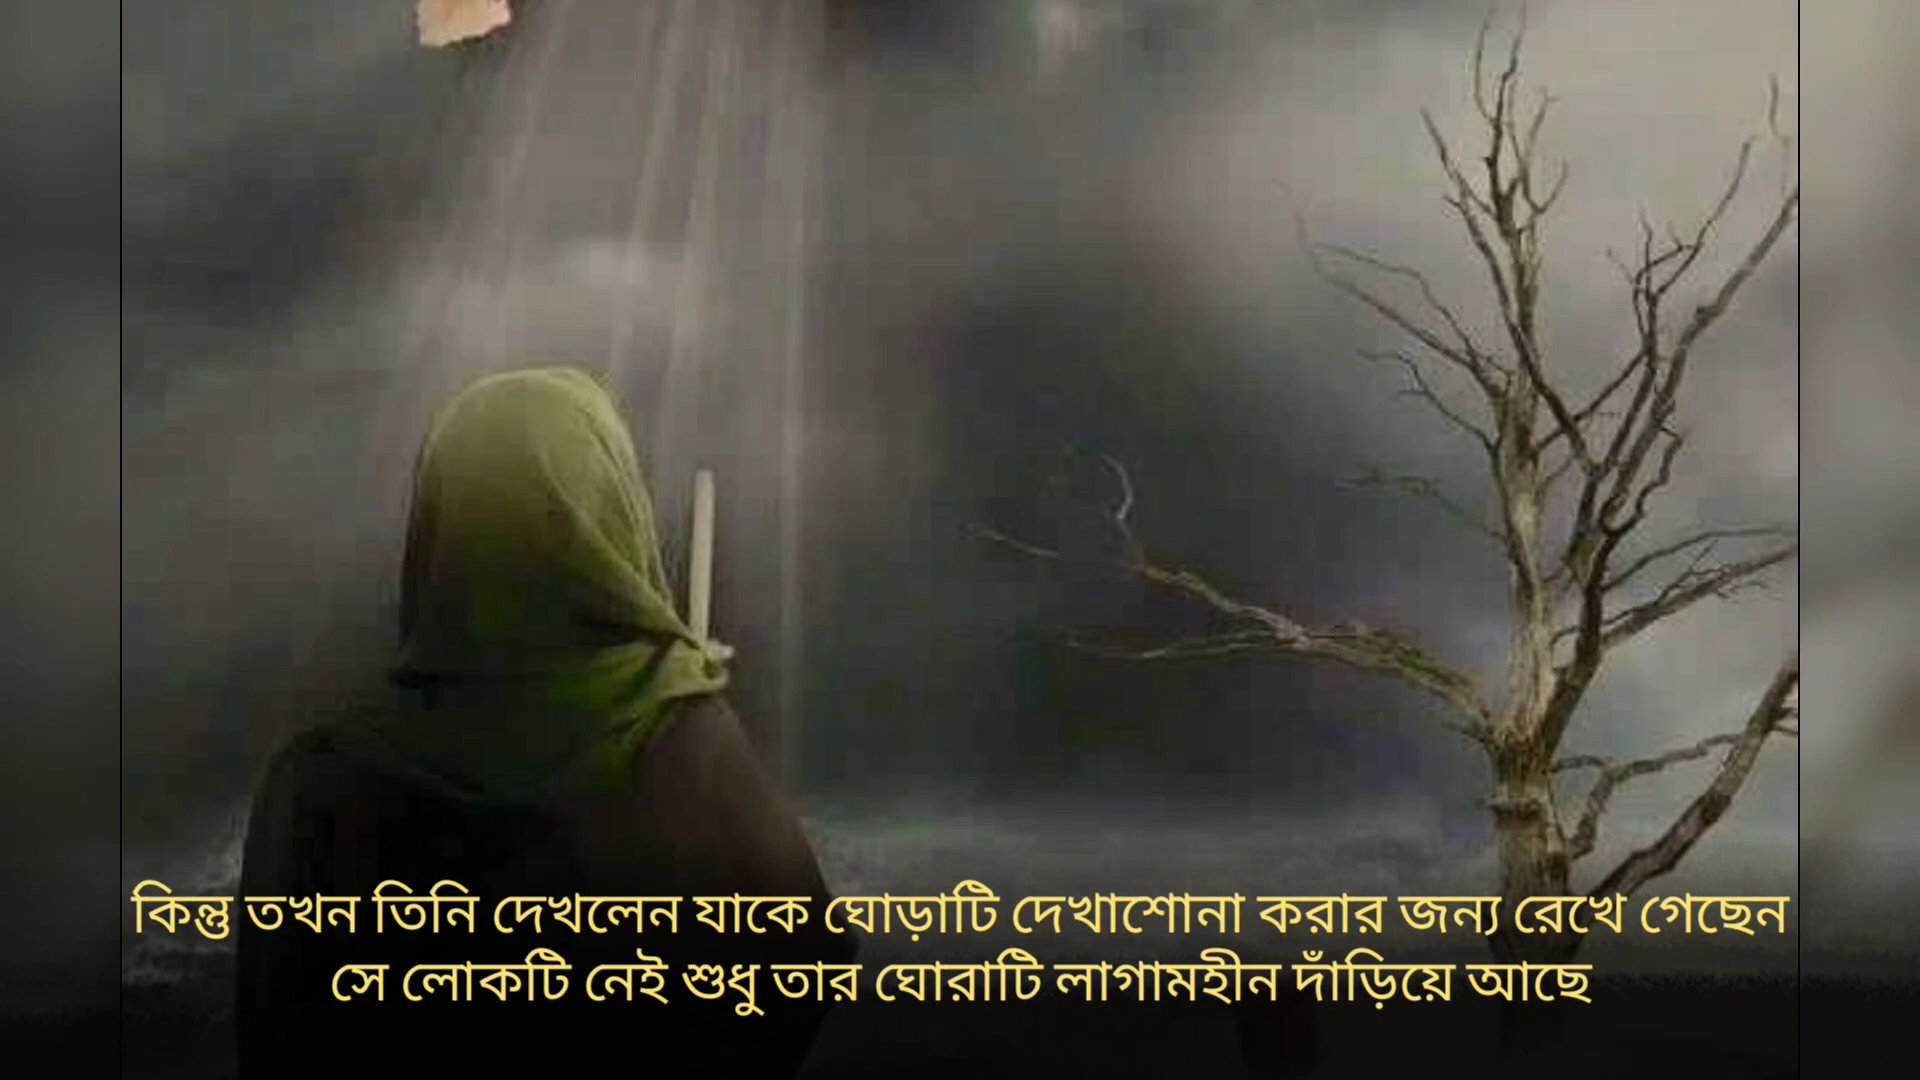 কিন্তু তখন তিনি দেখলেন যাকে ঘোড়াটি দেখাশোনা করার জন্য রেখে গেছেন
সে লোকটি নেই শুধু তার ঘোরাটি লাগামহীন দাঁড়িয়ে আছে